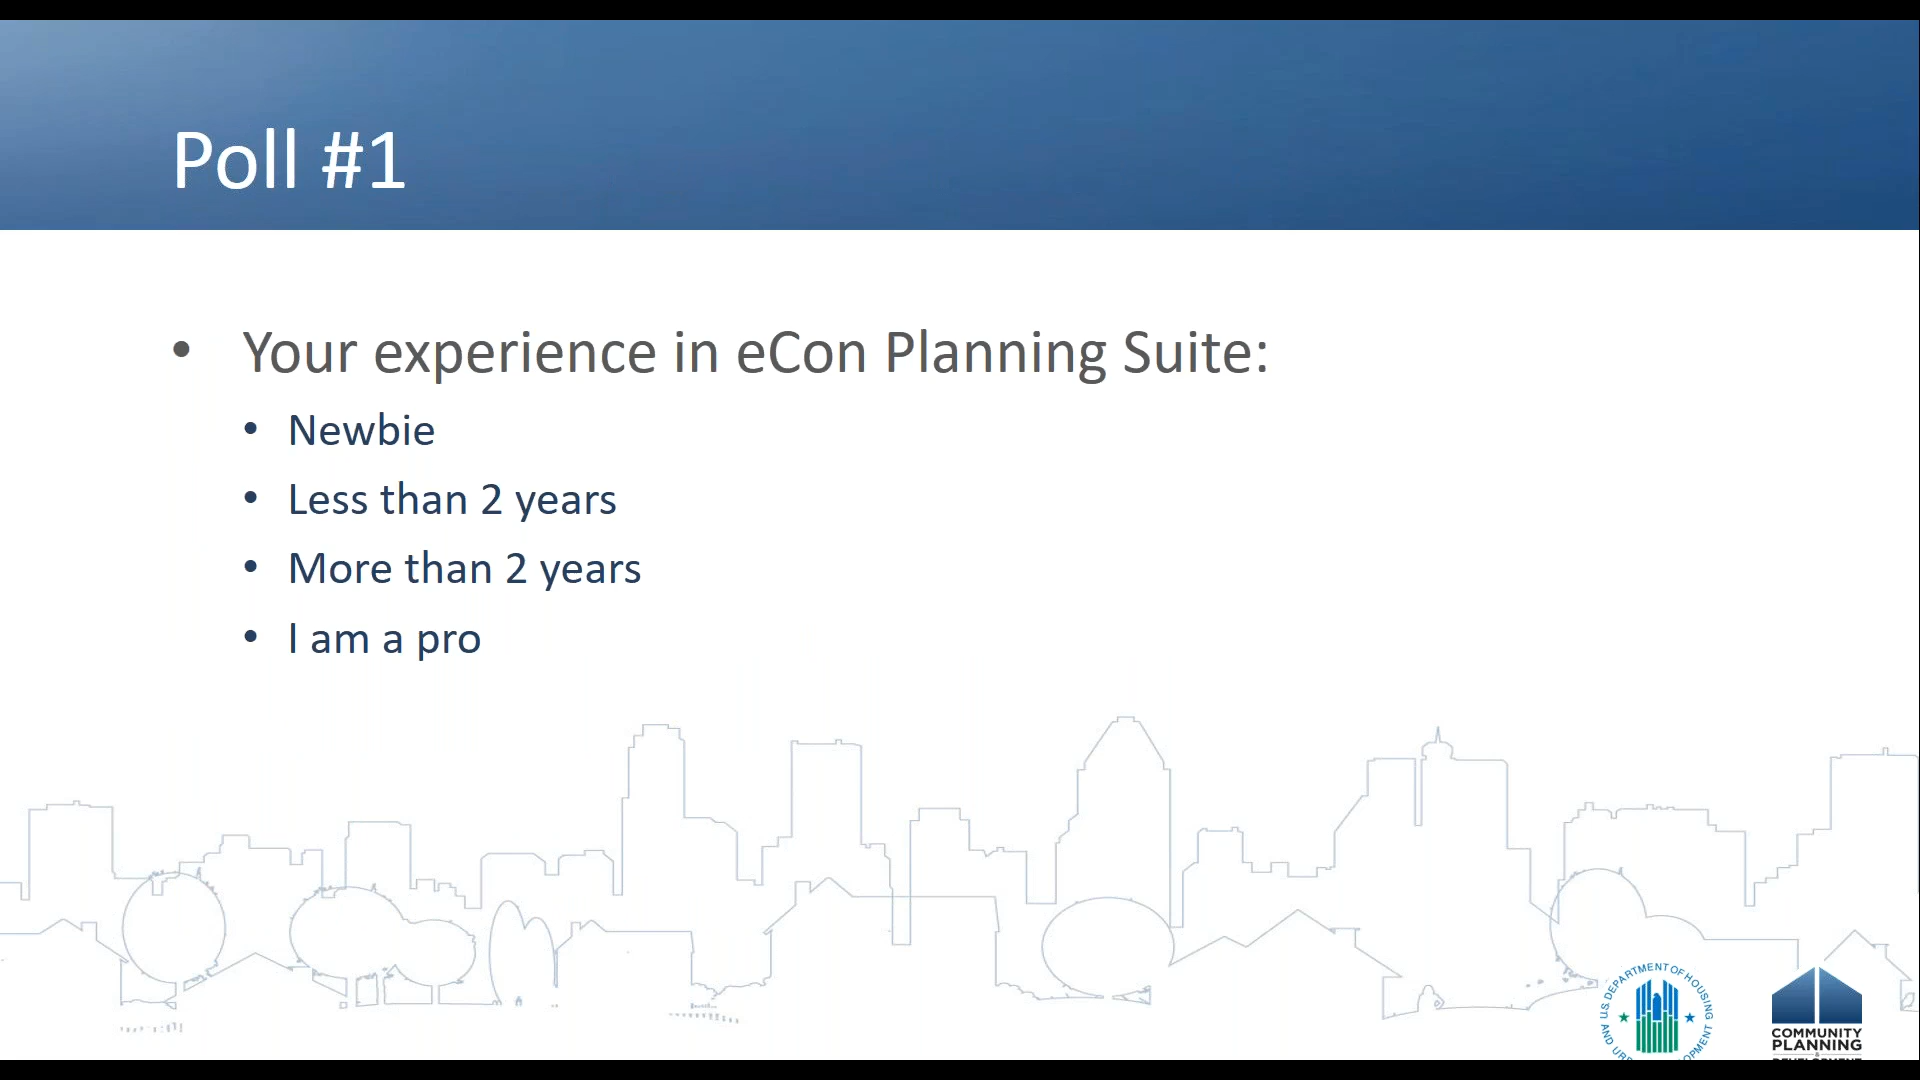 Poll #1
• Your experience in eCon Planning Suite:
• Newbie
• Less than 2 years
• More than 2 years
• I am a pro
U.S. DEPARTMENT OF HOUSING
AND
COMMUNITY
PLANNING
&
DEVELOPMENT